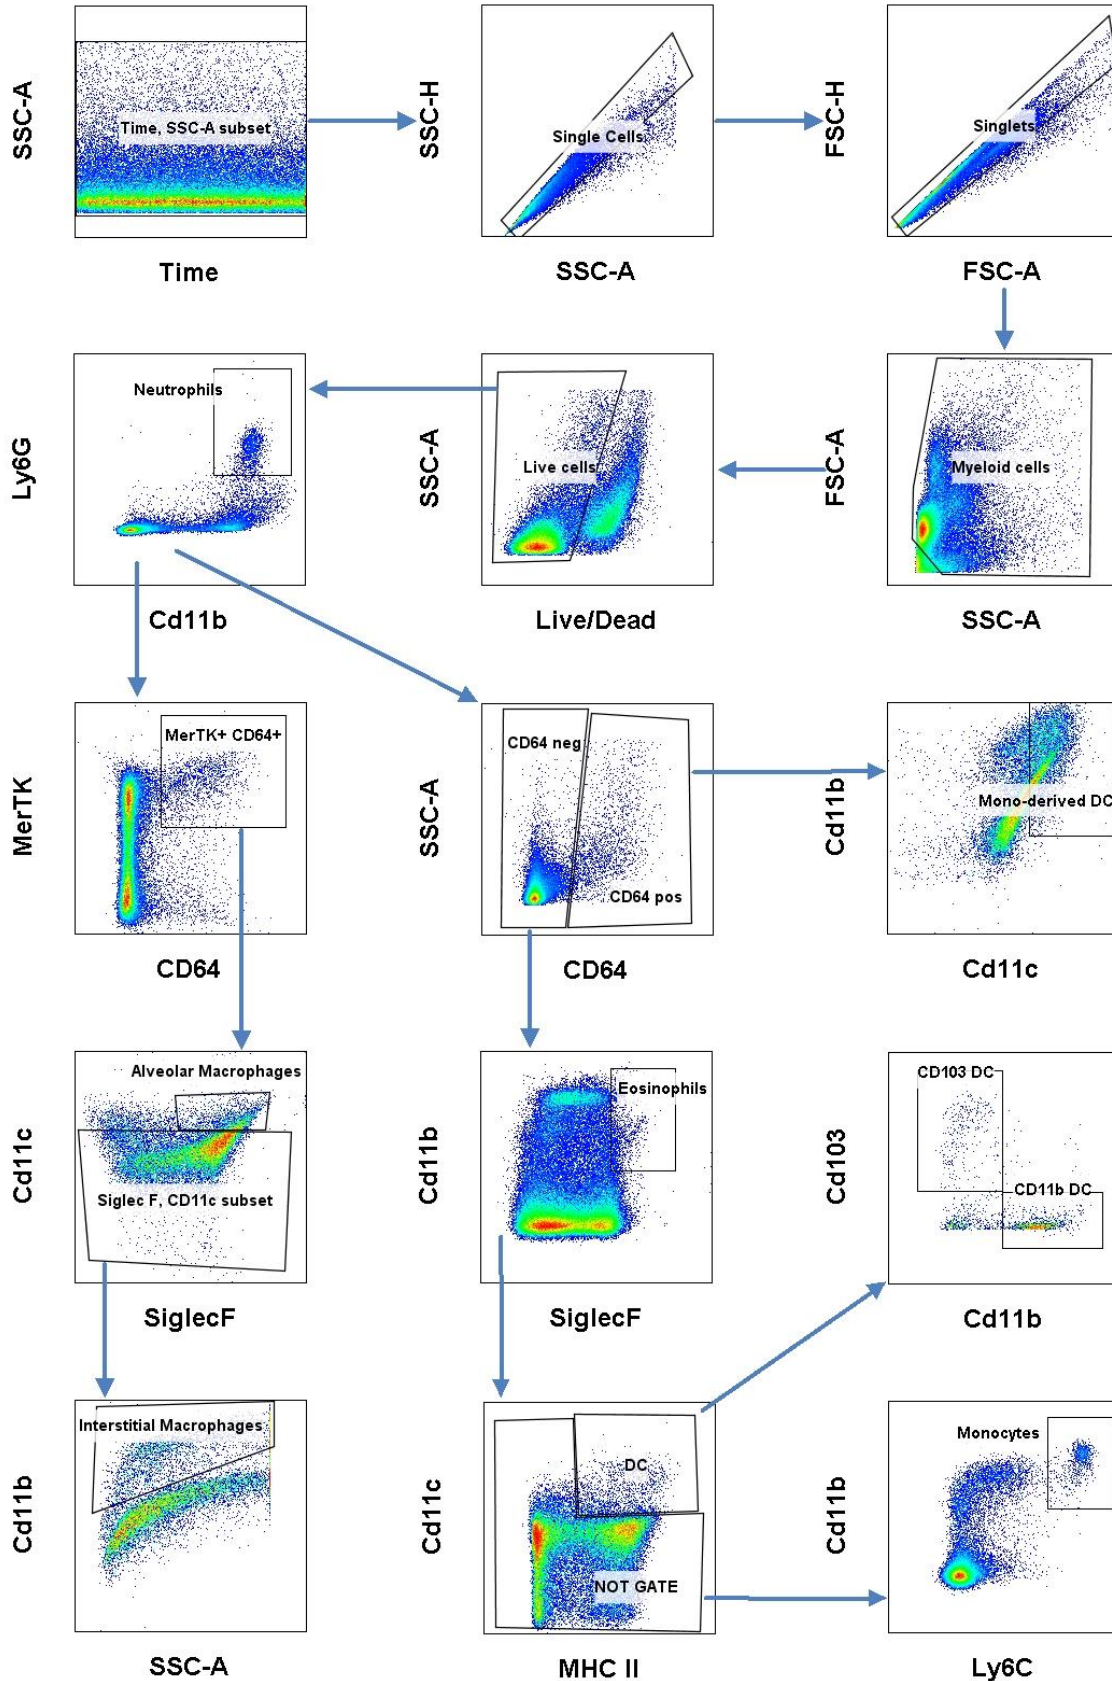 SSC-A
Time, SSC-A subset
Time
SSC-H
Single Cells
SSC-A
FSC-H
Singlets
FSC-A
Ly6G
Neutrophils
Cd11b
SSC-A
Live cells
Live/Dead
FSC-A
Myeloid cells
SSC-A
MerTK
MerTK+ CD64+
CD64
SSC-A
CD64 neg
CD64 pos
CD64
Cd11b
Mono-derived DC
Cd11c
Cd11c
Alveolar Macrophages
Siglec F, CD11c subset
SiglecF
Cd11b
Eosinophils
SiglecF
Cd103
CD103 DC
CD11b DC
Cd11b
Cd11b
Interstitial Macrophages
SSC-A
Cd11c
DC
NOT GATE
MHC II
Cd11b
Monocytes
Ly6C